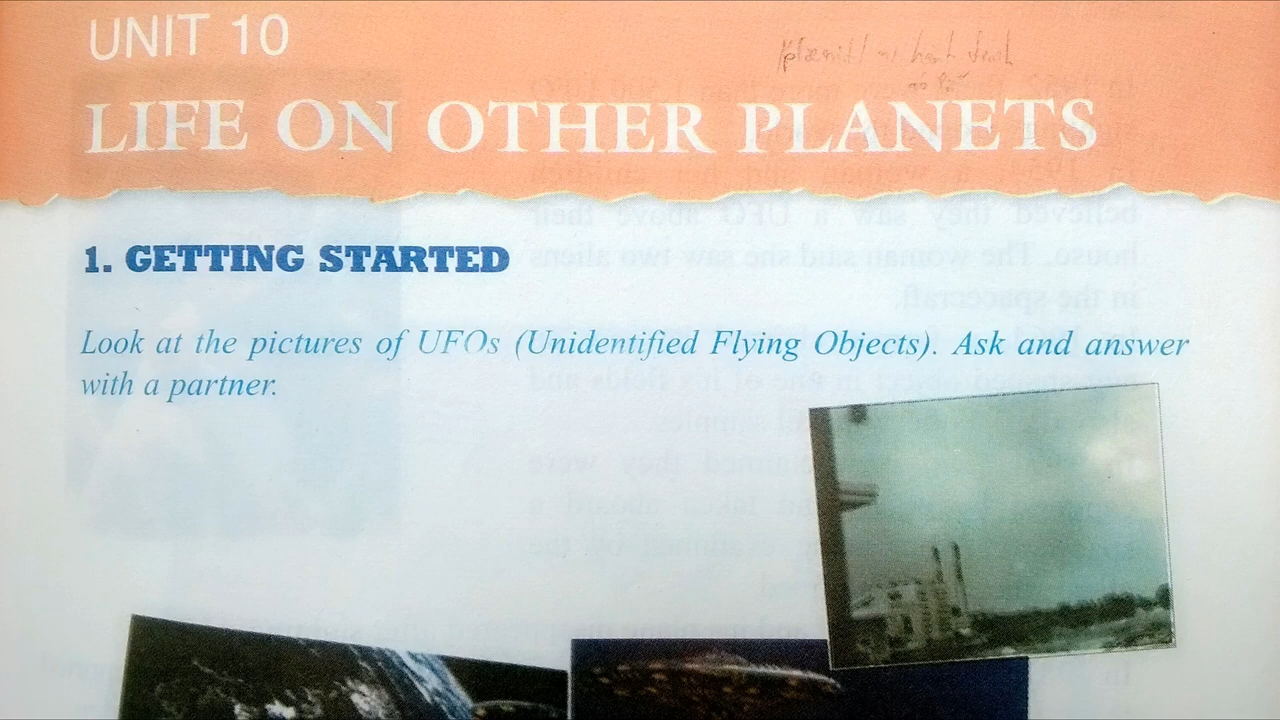 UNIT 10
LIFE ON OTHER PLANETS
1. GETTING STARTED
Look at the pictures of UFOs (Unidentified Flying Objects). Ask and answer
with a partner.